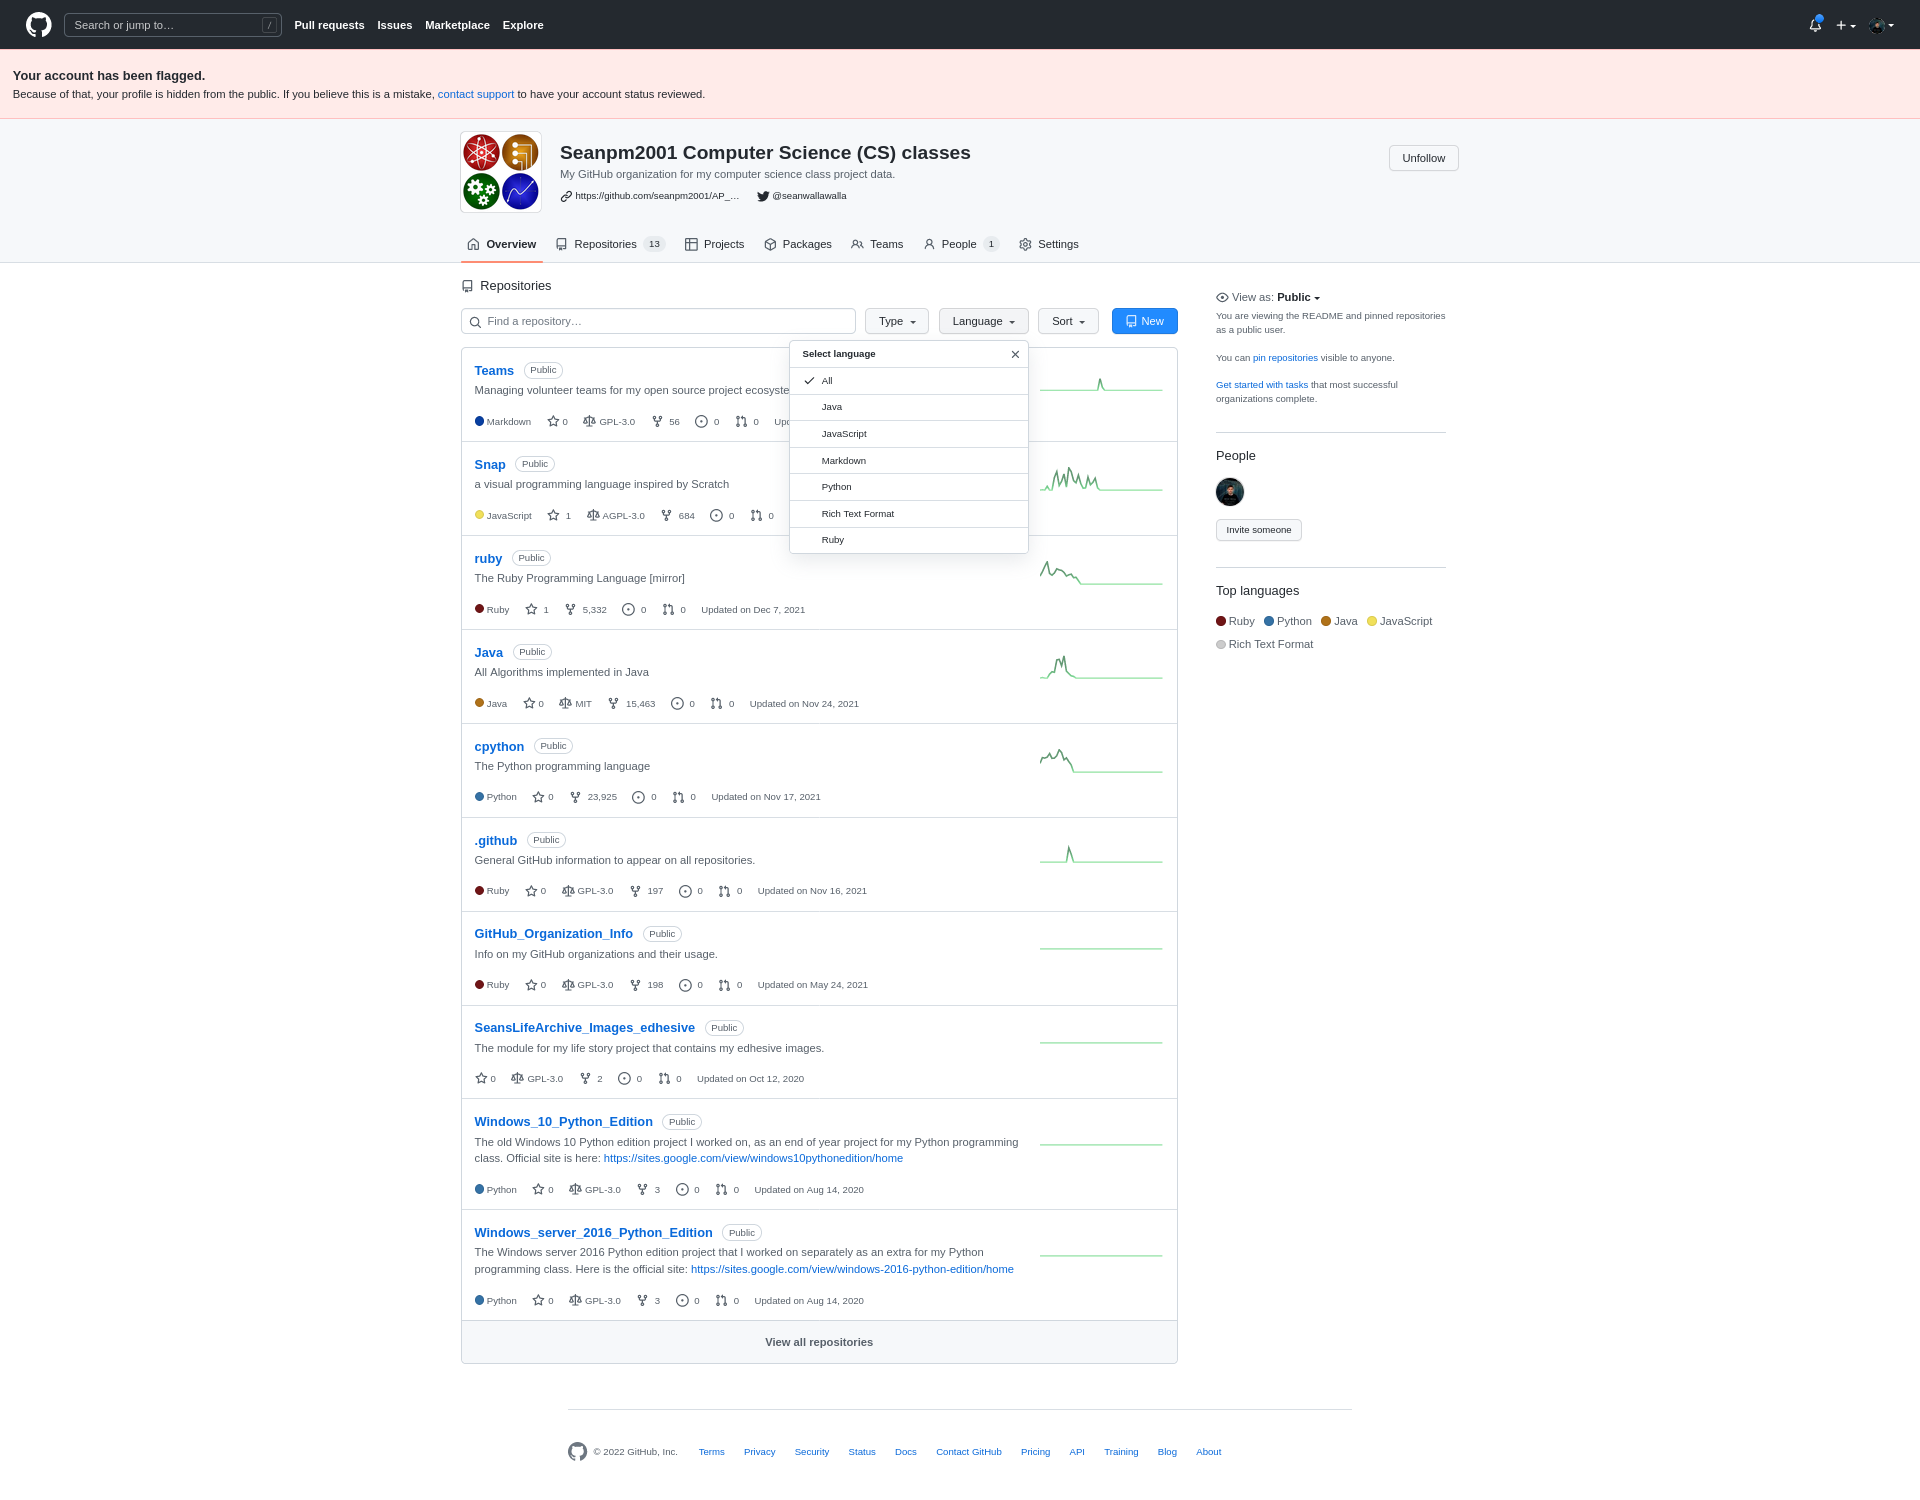 Search or jump to…
/
Pull requests
Issues
Marketplace
Explore
Your account has been flagged.
Because of that, your profile is hidden from the public. If you believe this is a mistake, contact support to have your account status reviewed.
Seanpm2001 Computer Science (CS) classes
My GitHub organization for my computer science class project data.
https://github.com/seanpm2001/AP_…
@seanwallawalla
Unfollow
Overview
Repositories 13
Projects
Packages
Teams
People 1
Settings
Repositories
Find a repository…
Type
Language
Sort
New
Select language
All
Java
JavaScript
Markdown
Python
Rich Text Format
Ruby
Teams Public
Managing volunteer teams for my open source project ecosyste
Markdown 0 GPL-3.0 56 0 0 Upd
Snap Public
a visual programming language inspired by Scratch
JavaScript 1 AGPL-3.0 684 0 0
ruby Public
The Ruby Programming Language [mirror]
Ruby 1 5,332 0 0 Updated on Dec 7, 2021
Java Public
All Algorithms implemented in Java
Java 0 MIT 15,463 0 0 Updated on Nov 24, 2021
cpython Public
The Python programming language
Python 0 23,925 0 0 Updated on Nov 17, 2021
.github Public
General GitHub information to appear on all repositories.
Ruby 0 GPL-3.0 197 0 0 Updated on Nov 16, 2021
GitHub_Organization_Info Public
Info on my GitHub organizations and their usage.
Ruby 0 GPL-3.0 198 0 0 Updated on May 24, 2021
SeansLifeArchive_Images_edhesive Public
The module for my life story project that contains my edhesive images.
0 GPL-3.0 2 0 0 Updated on Oct 12, 2020
Windows_10_Python_Edition Public
The old Windows 10 Python edition project I worked on, as an end of year project for my Python programming
class. Official site is here: https://sites.google.com/view/windows10pythonedition/home
Python 0 GPL-3.0 3 0 0 Updated on Aug 14, 2020
Windows_server_2016_Python_Edition Public
The Windows server 2016 Python edition project that I worked on separately as an extra for my Python
programming class. Here is the official site: https://sites.google.com/view/windows-2016-python-edition/home
Python 0 GPL-3.0 3 0 0 Updated on Aug 14, 2020
View all repositories
View as: Public
You are viewing the README and pinned repositories
as a public user.
You can pin repositories visible to anyone.
Get started with tasks that most successful
organizations complete.
People
Invite someone
Top languages
Ruby Python Java JavaScript
Rich Text Format
© 2022 GitHub, Inc.
Terms
Privacy
Security
Status
Docs
Contact GitHub
Pricing
API
Training
Blog
About